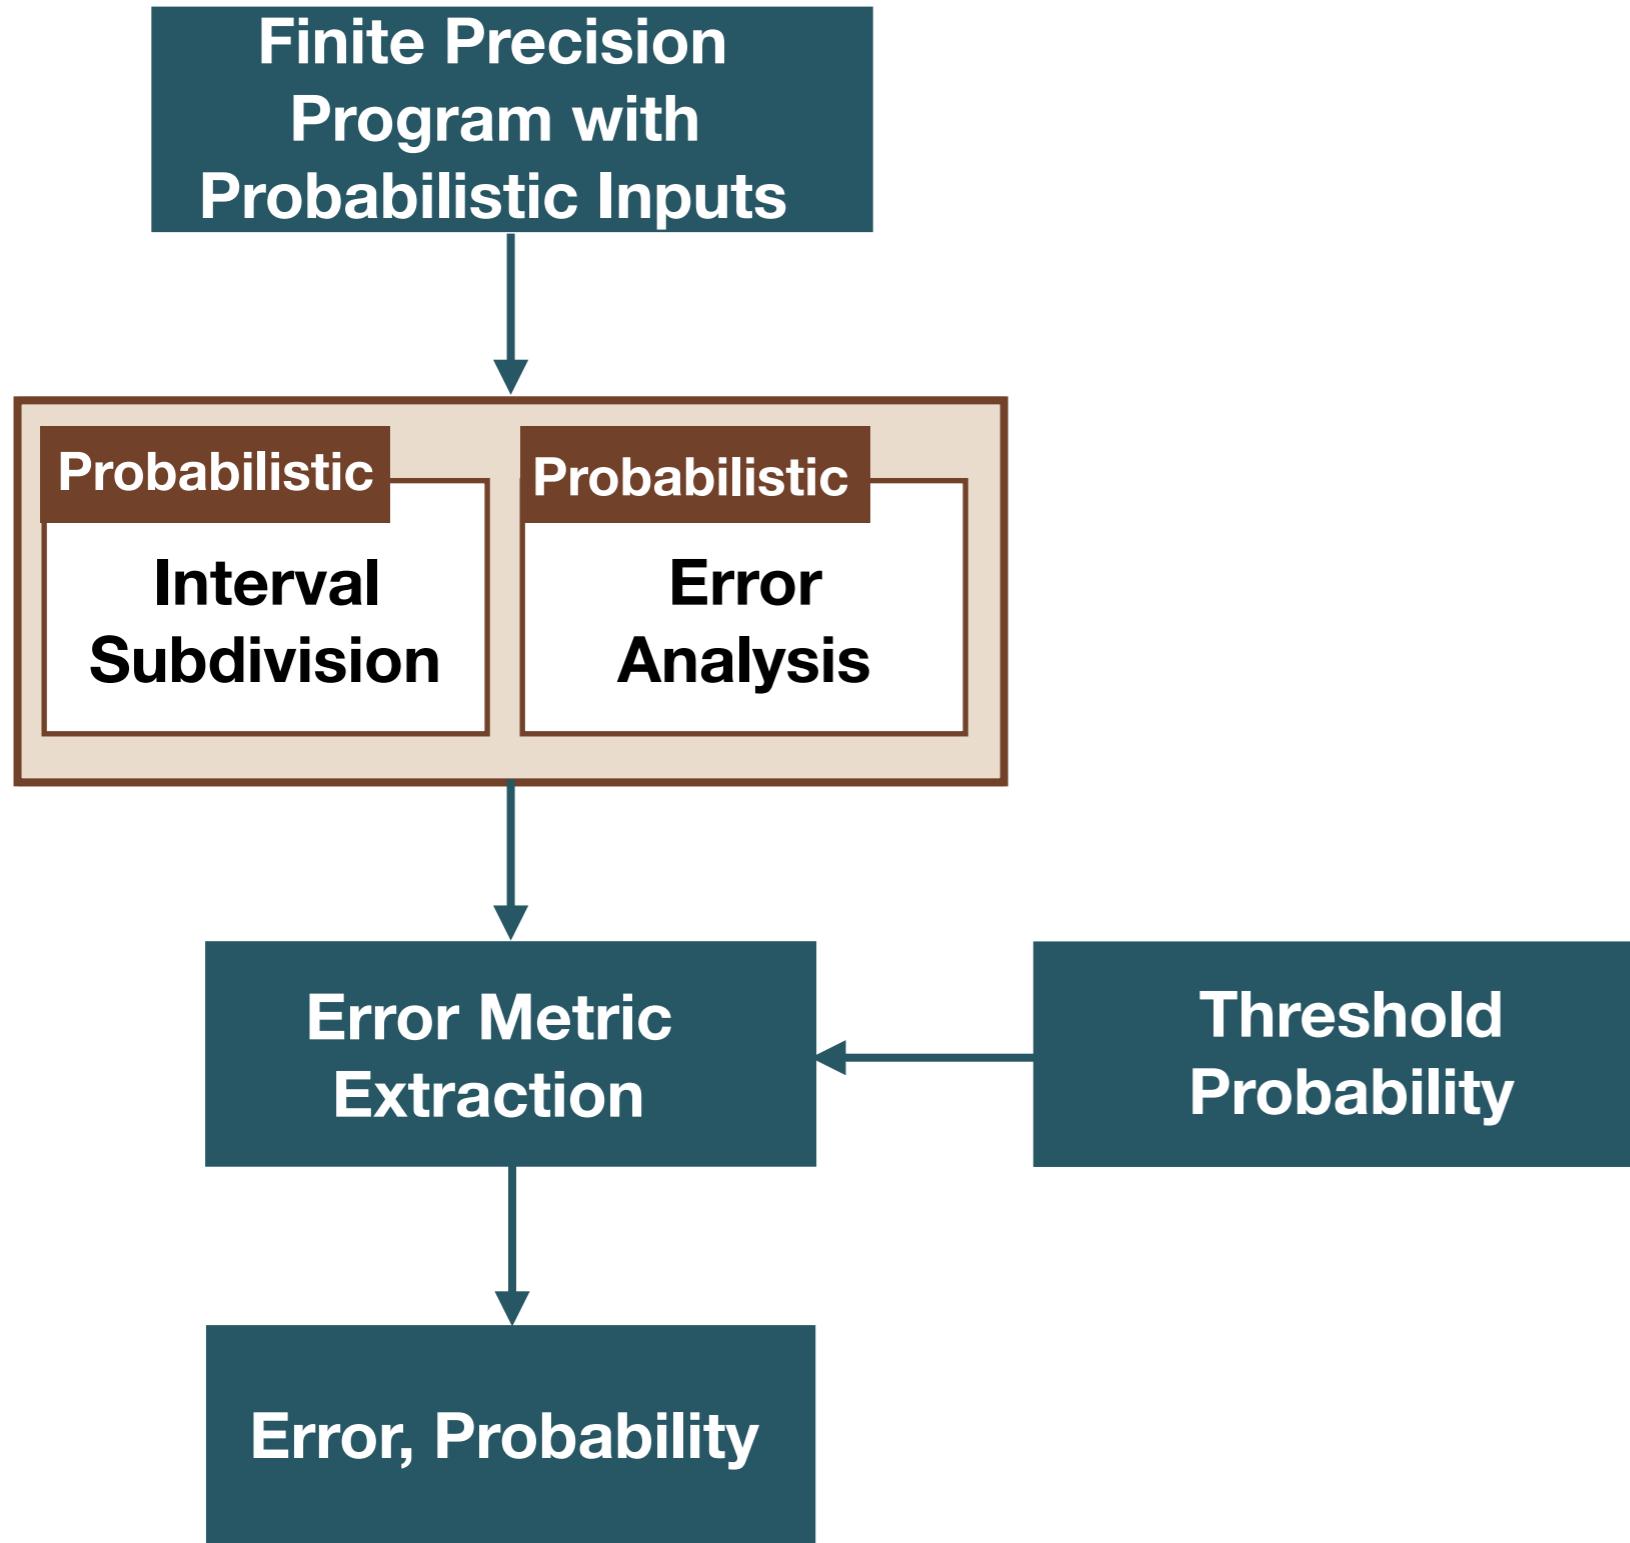 Finite Precision
Program with
Probabilistic Inputs
Probabilistic
Interval
Subdivision
Probabilistic
Error
Analysis
Error Metric
Extraction
Threshold
Probability
Error, Probability